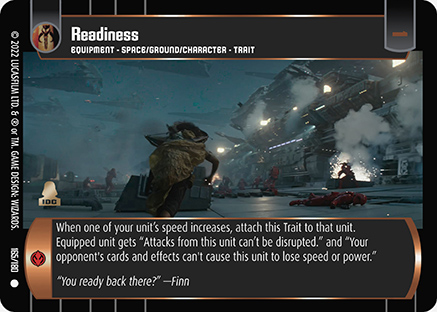 Readiness
EQUIPMENT - SPACE/GROUND/CHARACTER - TRAIT
© 2022 LUCASFILM LTD. & ® OR TM. GAME DESIGN: WIZARDS.
IDC
When one of your unit's speed increases, attach this Trait to that unit.
Equipped unit gets "Attacks from this unit can't be disrupted." and "Your
opponent's cards and effects can't cause this unit to lose speed or power."
"You ready back there?" —Finn